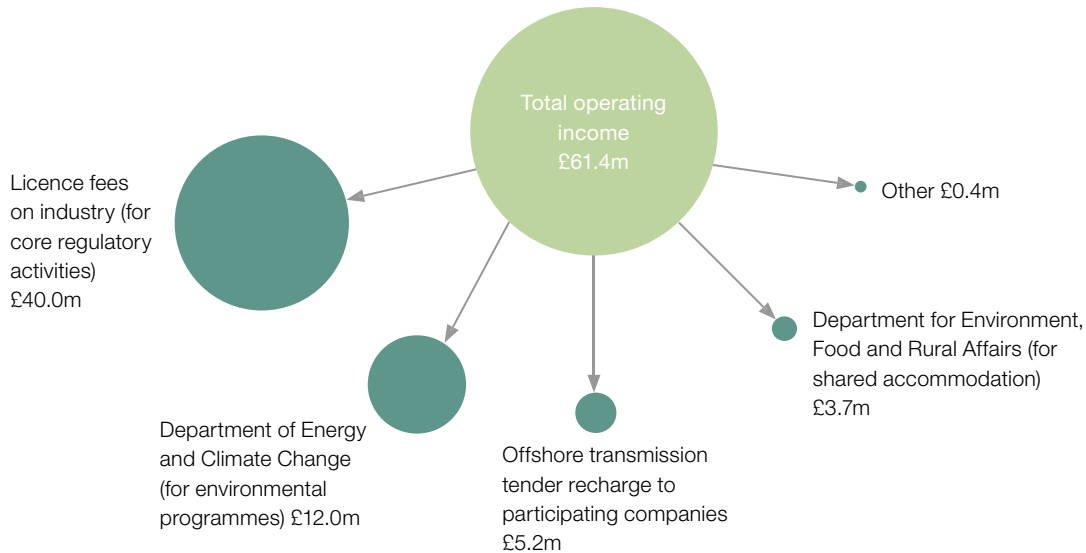 Total operating
income
£61.4m
Licence fees
on industry (for
core regulatory
activities)
£40.0m
Department of Energy
and Climate Change
(for environmental
programmes) £12.0m
Offshore transmission
tender recharge to
participating companies
£5.2m
Department for Environment,
Food and Rural Affairs (for
shared accommodation)
£3.7m
Other £0.4m